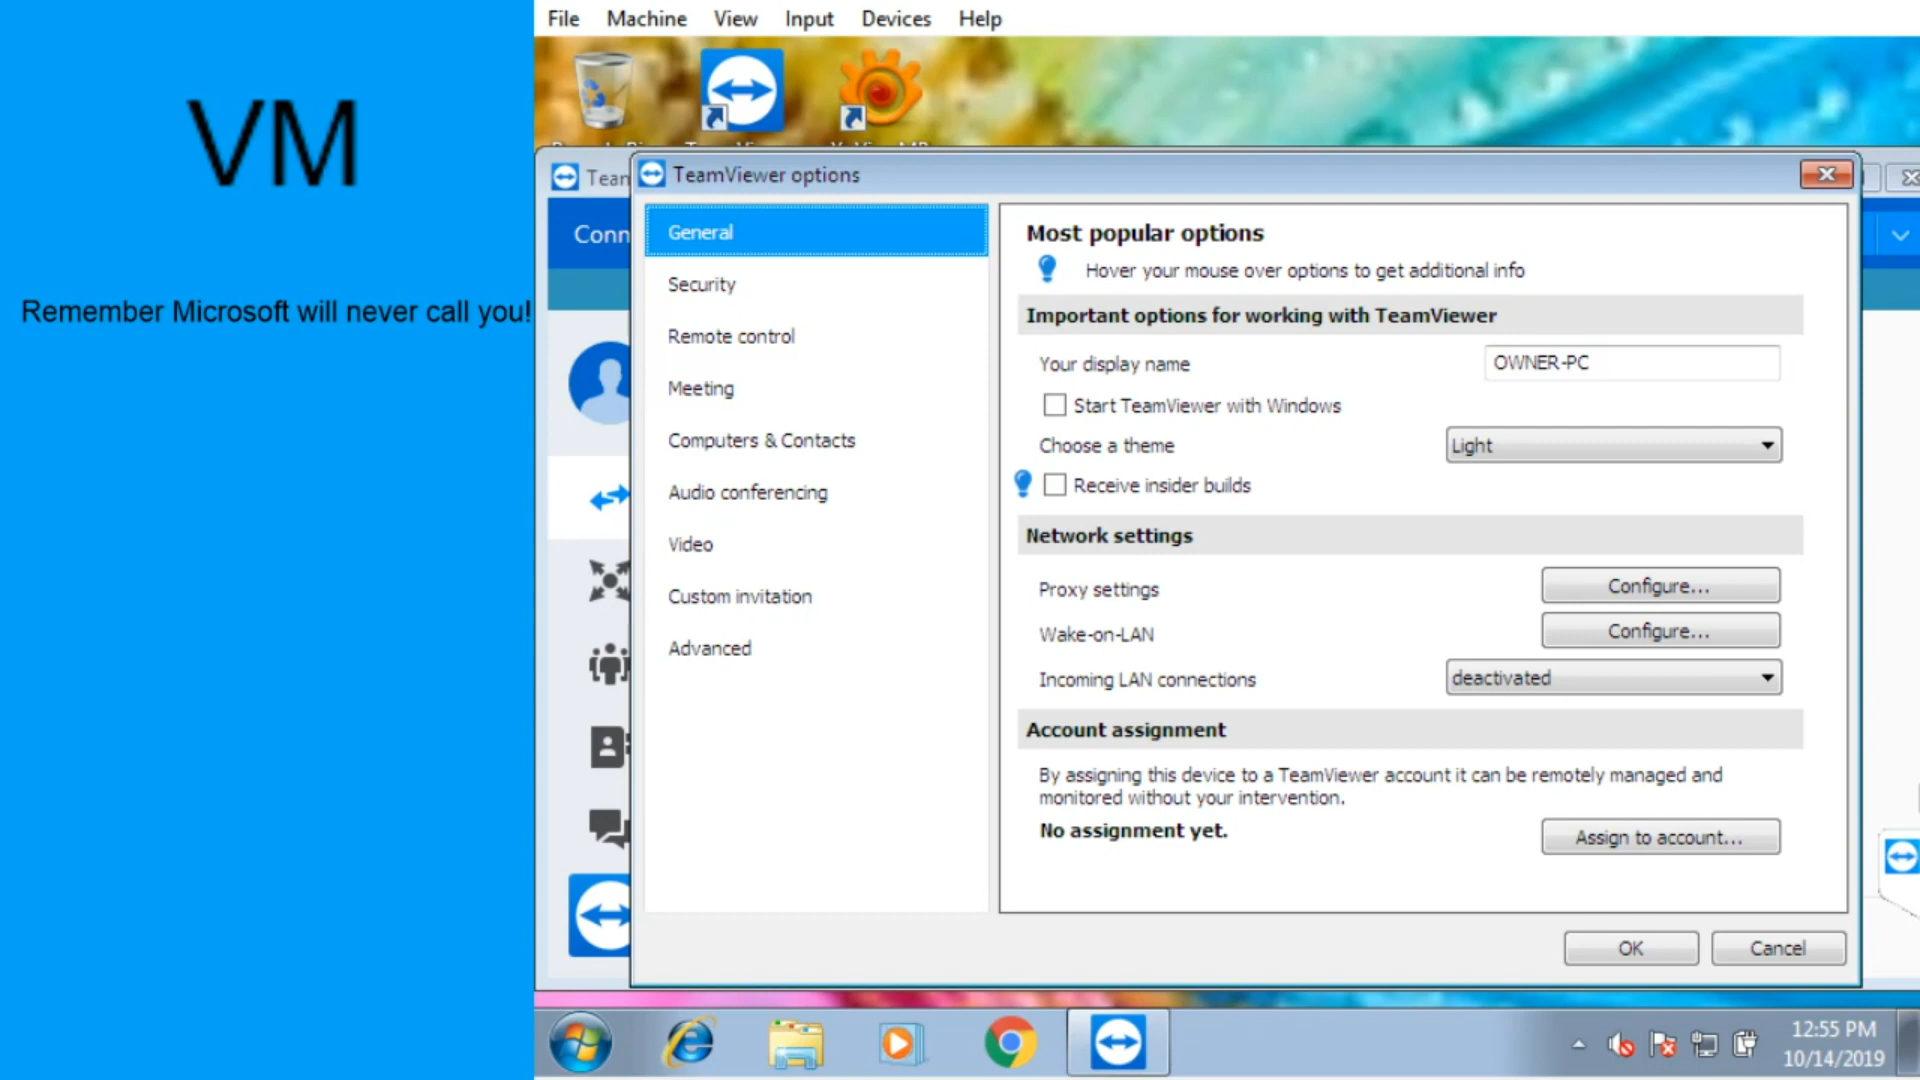 VM
Remember Microsoft will never call you!
File Machine View Input Devices Help
Team
TeamViewer options
Conn
General
Security
Remote control
Meeting
Computers & Contacts
Audio conferencing
Video
Custom invitation
Advanced
Most popular options
Hover your mouse over options to get additional info
Important options for working with TeamViewer
Your display name OWNER-PC
Start TeamViewer with Windows
Choose a theme Light
Receive insider builds
Network settings
Proxy settings Configure...
Wake-on-LAN Configure...
Incoming LAN connections deactivated
Account assignment
By assigning this device to a TeamViewer account it can be remotely managed and
monitored without your intervention.
No assignment yet. Assign to account...
OK Cancel
12:55 PM
10/14/2019